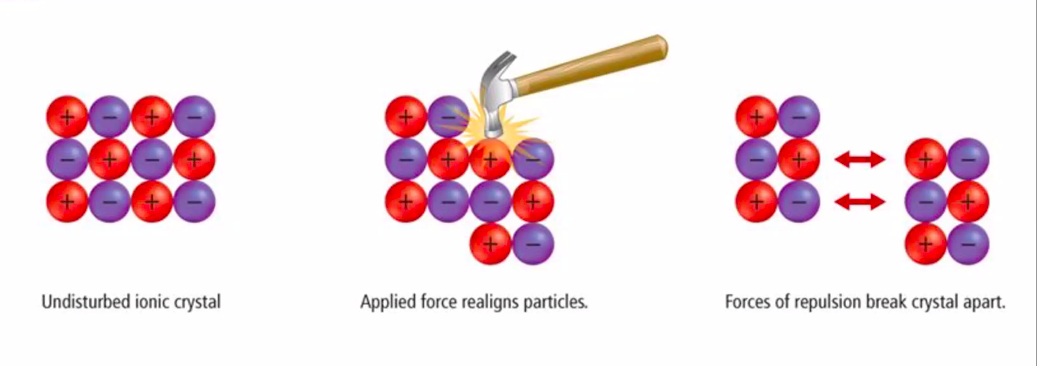 + - + -
- + - +
+ - + -
+ -
- + + -
+ - - +
+ -
+ -
- +
+ -
+ -
- +
+ -
Undisturbed ionic crystal
Applied force realigns particles.
Forces of repulsion break crystal apart.